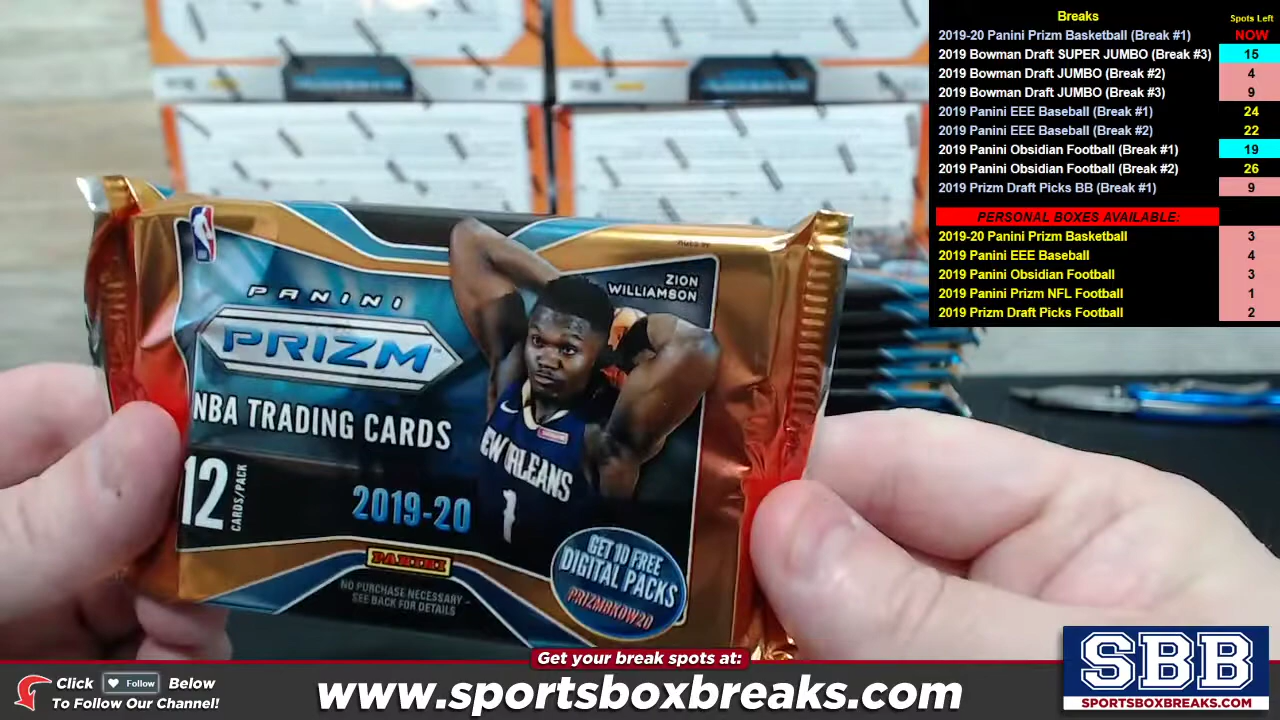 Breaks
Spots Left
2019-20 Panini Prizm Basketball (Break #1) NOW
2019 Bowman Draft SUPER JUMBO (Break #3) 15
2019 Bowman Draft JUMBO (Break #2) 4
2019 Bowman Draft JUMBO (Break #3) 9
2019 Panini EEE Baseball (Break #1) 24
2019 Panini EEE Baseball (Break #2) 22
2019 Panini Obsidian Football (Break #1) 19
2019 Panini Obsidian Football (Break #2) 26
2019 Prizm Draft Picks BB (Break #1) 9
PERSONAL BOXES AVAILABLE:
2019-20 Panini Prizm Basketball 3
2019 Panini EEE Baseball 4
2019 Panini Obsidian Football 3
2019 Panini Prizm NFL Football 1
2019 Prizm Draft Picks Football 2
ZION
WILLIAMSON
PANINI
PRIZM
NBA TRADING CARDS
12
CARDS/PACK
2019-20
NEW ORLEANS
1
PANINI
NO PURCHASE NECESSARY -
SEE BACK FOR DETAILS
GET 10 FREE
DIGITAL PACKS
PRIZMBKOW20
Get your break spots at:
Click Follow Below
To Follow Our Channel!
www.sportsboxbreaks.com
SBB
SPORTSBOXBREAKS.COM